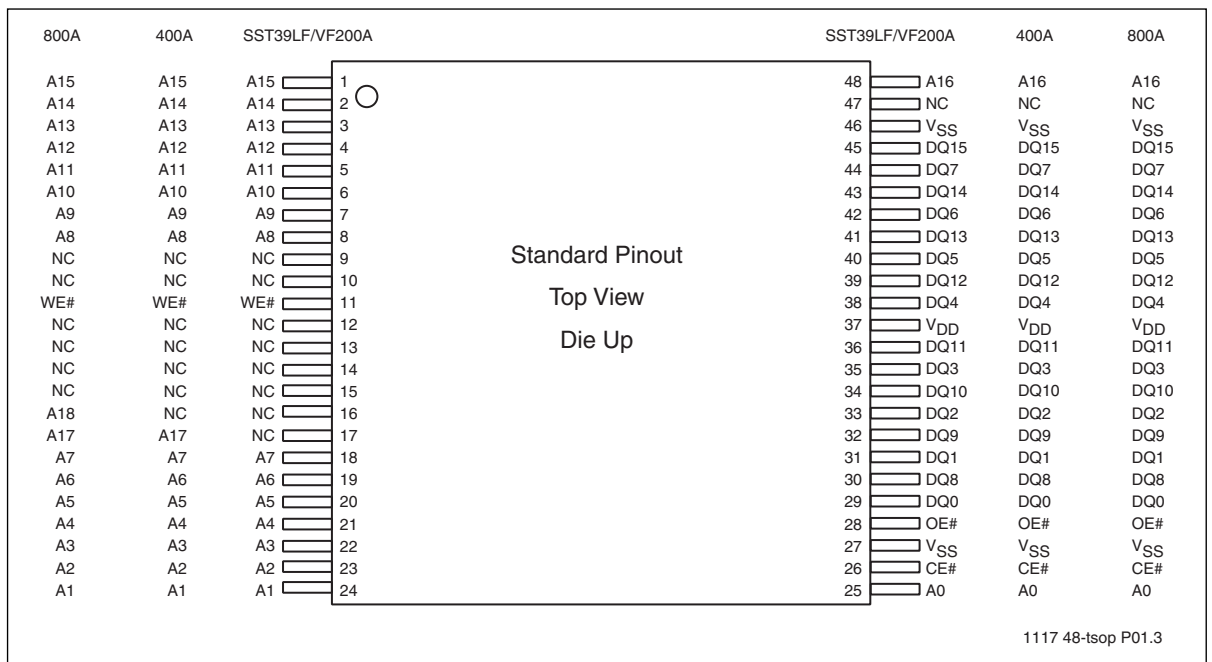 800A 400A SST39LF/VF200A SST39LF/VF200A 400A 800A
A15 A15 A15 1 48 A16 A16 A16
A14 A14 A14 2 47 NC NC NC
A13 A13 A13 3 46 VSS VSS VSS
A12 A12 A12 4 45 DQ15 DQ15 DQ15
A11 A11 A11 5 44 DQ7 DQ7 DQ7
A10 A10 A10 6 43 DQ14 DQ14 DQ14
A9 A9 A9 7 42 DQ6 DQ6 DQ6
A8 A8 A8 8 41 DQ13 DQ13 DQ13
NC NC NC 9 Standard Pinout 40 DQ5 DQ5 DQ5
NC NC NC 10 39 DQ12 DQ12 DQ12
WE# WE# WE# 11 Top View 38 DQ4 DQ4 DQ4
NC NC NC 12 37 VDD VDD VDD
NC NC NC 13 Die Up 36 DQ11 DQ11 DQ11
NC NC NC 14 35 DQ3 DQ3 DQ3
NC NC NC 15 34 DQ10 DQ10 DQ10
A18 NC NC 16 33 DQ2 DQ2 DQ2
A17 A17 NC 17 32 DQ9 DQ9 DQ9
A7 A7 A7 18 31 DQ1 DQ1 DQ1
A6 A6 A6 19 30 DQ8 DQ8 DQ8
A5 A5 A5 20 29 DQ0 DQ0 DQ0
A4 A4 A4 21 28 OE# OE# OE#
A3 A3 A3 22 27 VSS VSS VSS
A2 A2 A2 23 26 CE# CE# CE#
A1 A1 A1 24 25 A0 A0 A0
1117 48-tsop P01.3